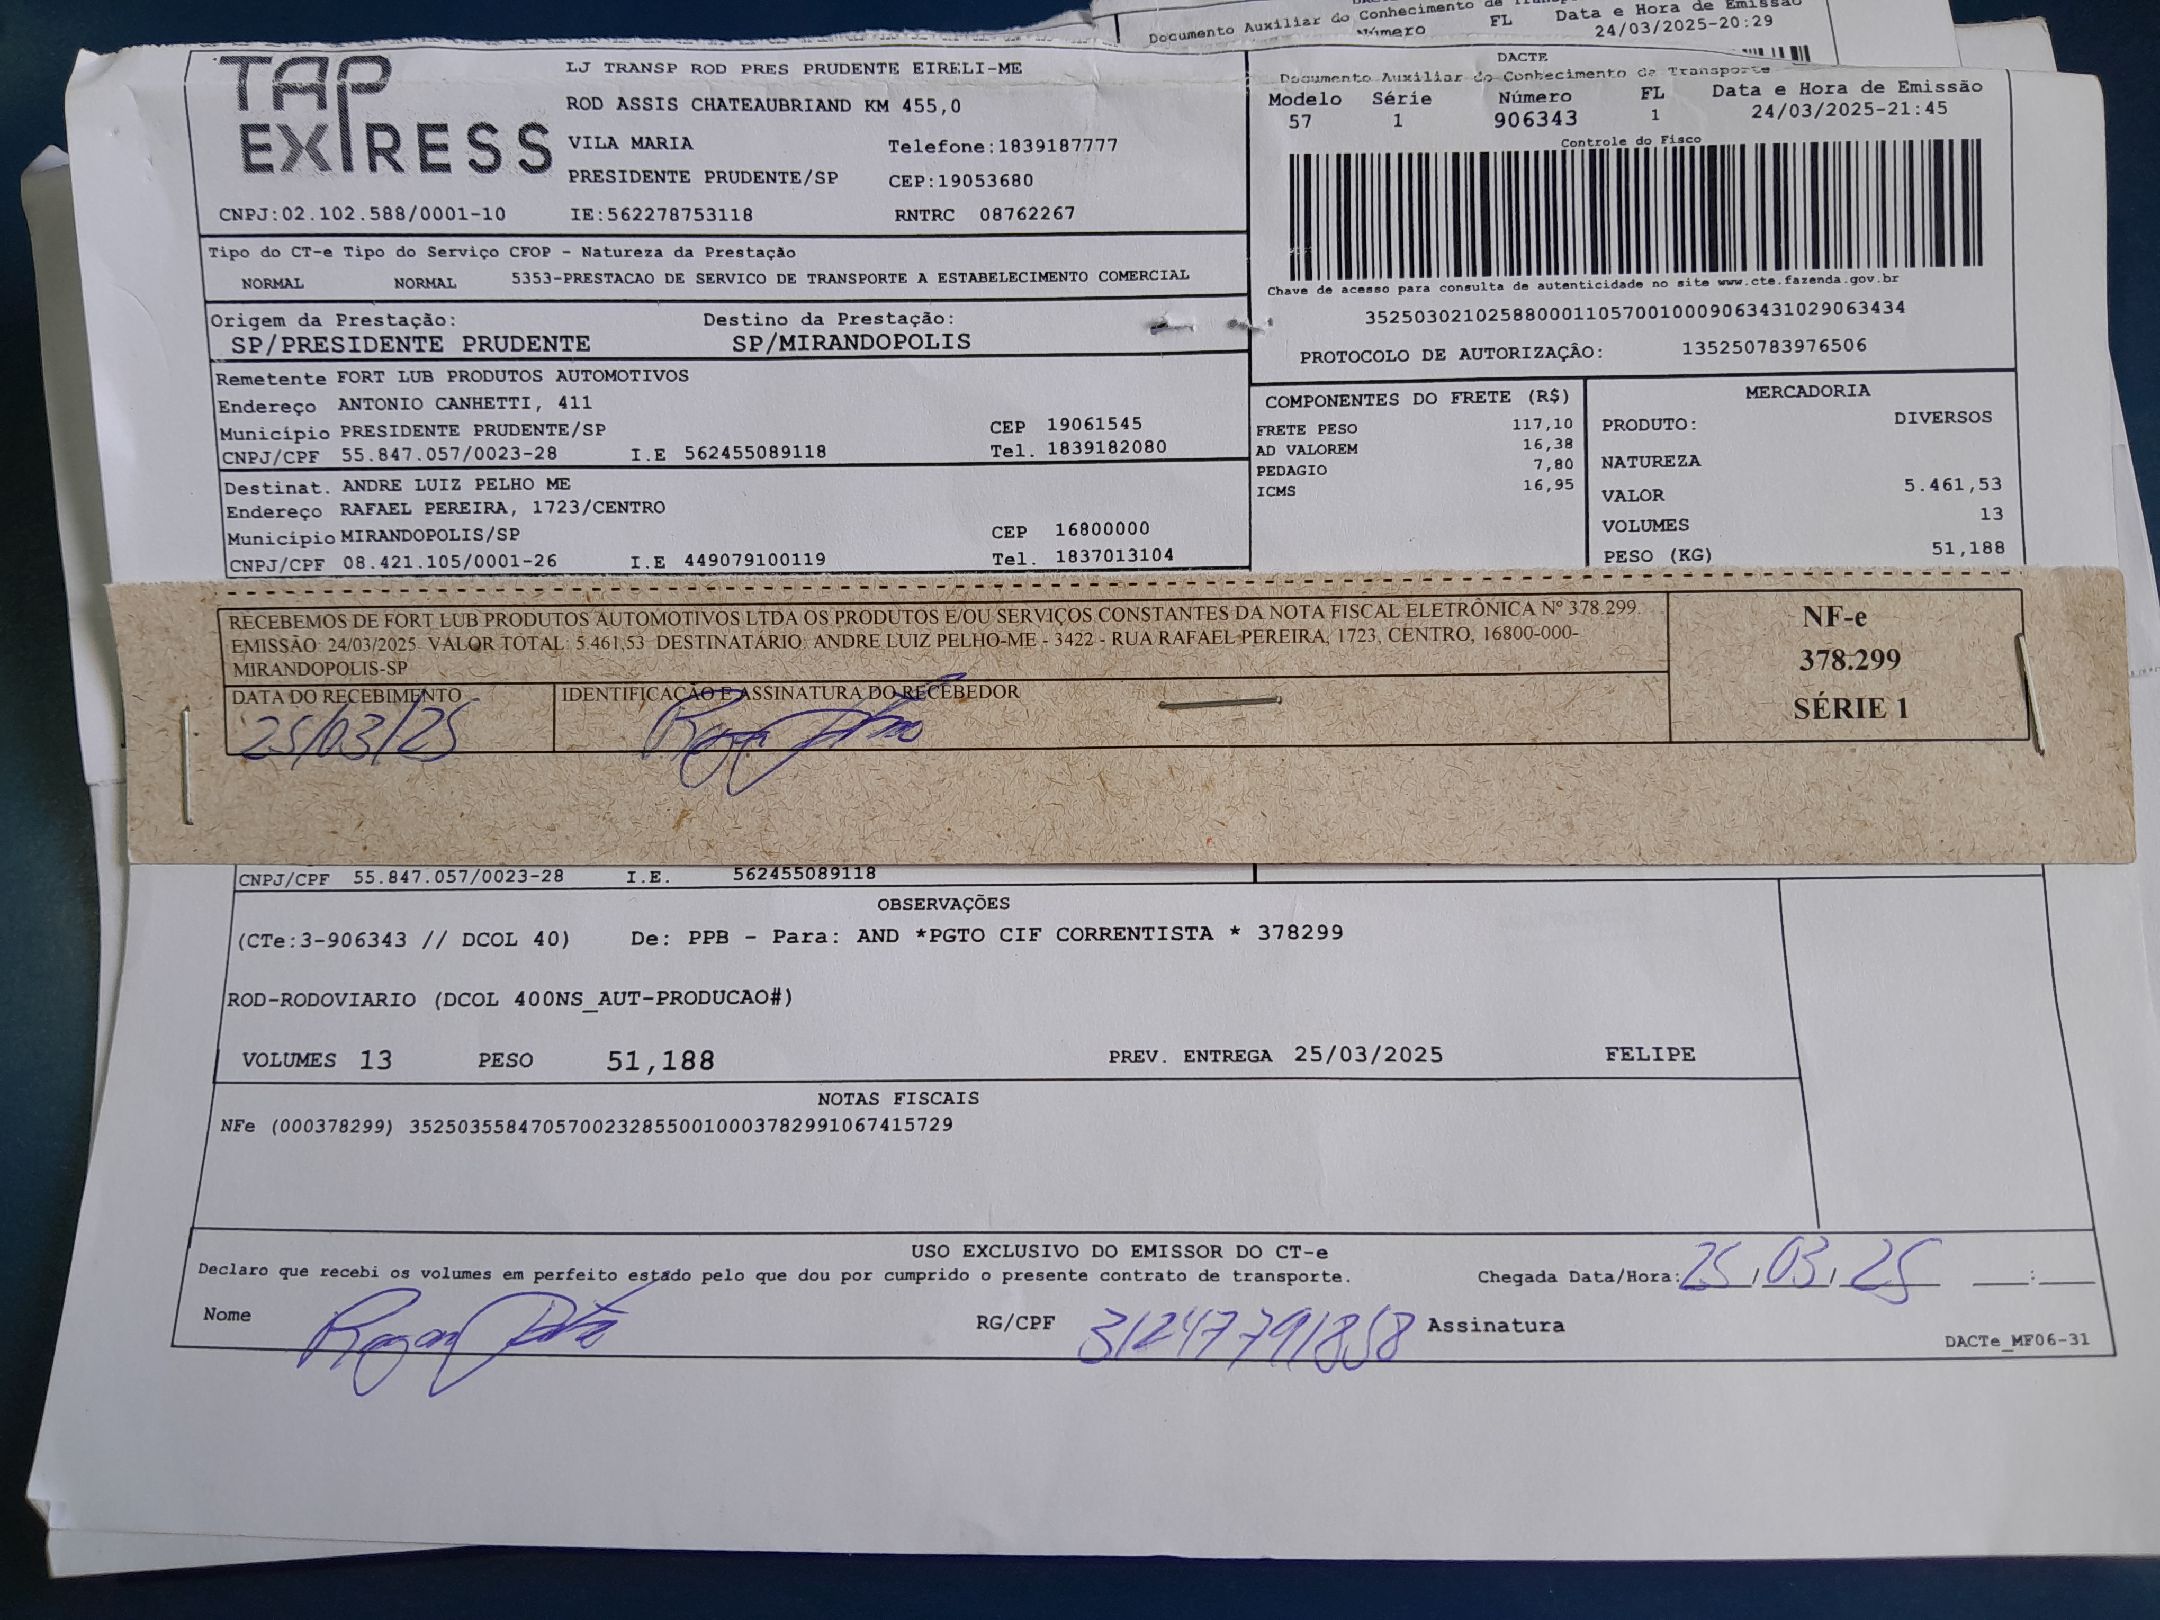 Documento Auxiliar do Conhecimento de
Número FL Data e Hora de Emissão
24/03/2025-20:29
TAP EXPRESS
LJ TRANSP ROD PRES PRUDENTE EIRELI-ME
ROD ASSIS CHATEAUBRIAND KM 455,0
VILA MARIA Telefone:1839187777
PRESIDENTE PRUDENTE/SP CEP:19053680
CNPJ:02.102.588/0001-10 IE:562278753118 RNTRC 08762267
DACTE
Documento Auxiliar do Conhecimento de Transporte
Modelo Série Número FL Data e Hora de Emissão
57 1 906343 1 24/03/2025-21:45
Controle do Fisco
Chave de acesso para consulta de autenticidade no site www.cte.fazenda.gov.br
35250302102588000110570010009063431029063434
PROTOCOLO DE AUTORIZAÇÃO: 135250783976506
Tipo do CT-e Tipo do Serviço CFOP - Natureza da Prestação
NORMAL NORMAL 5353-PRESTACAO DE SERVICO DE TRANSPORTE A ESTABELECIMENTO COMERCIAL
Origem da Prestação: Destino da Prestação:
SP/PRESIDENTE PRUDENTE SP/MIRANDOPOLIS
Remetente FORT LUB PRODUTOS AUTOMOTIVOS
Endereço ANTONIO CANHETTI, 411
Município PRESIDENTE PRUDENTE/SP CEP 19061545
CNPJ/CPF 55.847.057/0023-28 I.E 562455089118 Tel. 1839182080
Destinat. ANDRE LUIZ PELHO ME
Endereço RAFAEL PEREIRA, 1723/CENTRO
Município MIRANDOPOLIS/SP CEP 16800000
CNPJ/CPF 08.421.105/0001-26 I.E 449079100119 Tel. 1837013104
COMPONENTES DO FRETE (R$)
FRETE PESO 117,10
AD VALOREM 16,38
PEDAGIO 7,80
ICMS 16,95
MERCADORIA
PRODUTO: DIVERSOS
NATUREZA
VALOR 5.461,53
VOLUMES 13
PESO (KG) 51,188
RECEBEMOS DE FORT LUB PRODUTOS AUTOMOTIVOS LTDA OS PRODUTOS E/OU SERVIÇOS CONSTANTES DA NOTA FISCAL ELETRÔNICA Nº 378.299.
EMISSÃO: 24/03/2025 VALOR TOTAL: 5.461,53 DESTINATÁRIO: ANDRE LUIZ PELHO-ME - 3422 - RUA RAFAEL PEREIRA, 1723, CENTRO, 16800-000-
MIRANDOPOLIS-SP
DATA DO RECEBIMENTO IDENTIFICAÇÃO E ASSINATURA DO RECEBEDOR
25/03/25
NF-e
378.299
SÉRIE 1
CNPJ/CPF 55.847.057/0023-28 I.E. 562455089118
OBSERVAÇÕES
(CTe:3-906343 // DCOL 40) De: PPB - Para: AND *PGTO CIF CORRENTISTA * 378299
ROD-RODOVIARIO (DCOL 400NS_AUT-PRODUCAO#)
VOLUMES 13 PESO 51,188 PREV. ENTREGA 25/03/2025 FELIPE
NOTAS FISCAIS
NFe (000378299) 35250355847057002328550010003782991067415729
USO EXCLUSIVO DO EMISSOR DO CT-e
Declaro que recebi os volumes em perfeito estado pelo que dou por cumprido o presente contrato de transporte. Chegada Data/Hora: 25/03/25 __:__
Nome RG/CPF 31247791858 Assinatura
DACTe_MF06-31